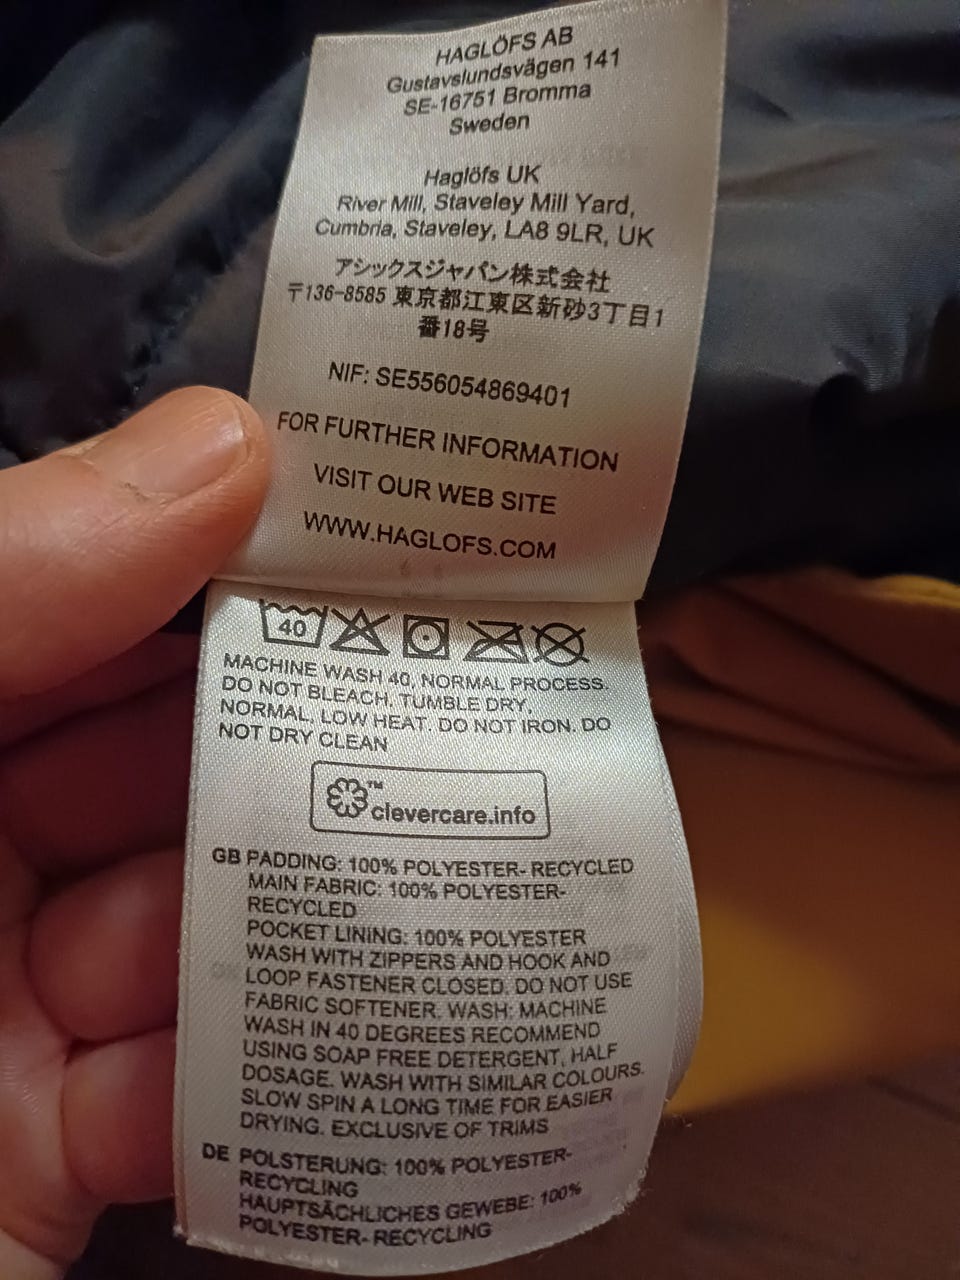 HAGLÖFS AB
Gustavslundsvägen 141
SE-16751 Bromma
Sweden
Haglöfs UK
River Mill, Staveley Mill Yard,
Cumbria, Staveley, LA8 9LR, UK
アシックスジャパン株式会社
〒136-8585 東京都江東区新砂3丁目1
番18号
NIF: SE556054869401
FOR FURTHER INFORMATION
VISIT OUR WEB SITE
WWW.HAGLOFS.COM
40
MACHINE WASH 40, NORMAL PROCESS.
DO NOT BLEACH. TUMBLE DRY,
NORMAL, LOW HEAT. DO NOT IRON. DO
NOT DRY CLEAN
™
clevercare.info
GB PADDING: 100% POLYESTER- RECYCLED
MAIN FABRIC: 100% POLYESTER-
RECYCLED
POCKET LINING: 100% POLYESTER
WASH WITH ZIPPERS AND HOOK AND
LOOP FASTENER CLOSED. DO NOT USE
FABRIC SOFTENER. WASH: MACHINE
WASH IN 40 DEGREES RECOMMEND
USING SOAP FREE DETERGENT, HALF
DOSAGE. WASH WITH SIMILAR COLOURS.
SLOW SPIN A LONG TIME FOR EASIER
DRYING. EXCLUSIVE OF TRIMS
DE POLSTERUNG: 100% POLYESTER-
RECYCLING
HAUPTSÄCHLICHES GEWEBE: 100%
POLYESTER- RECYCLING